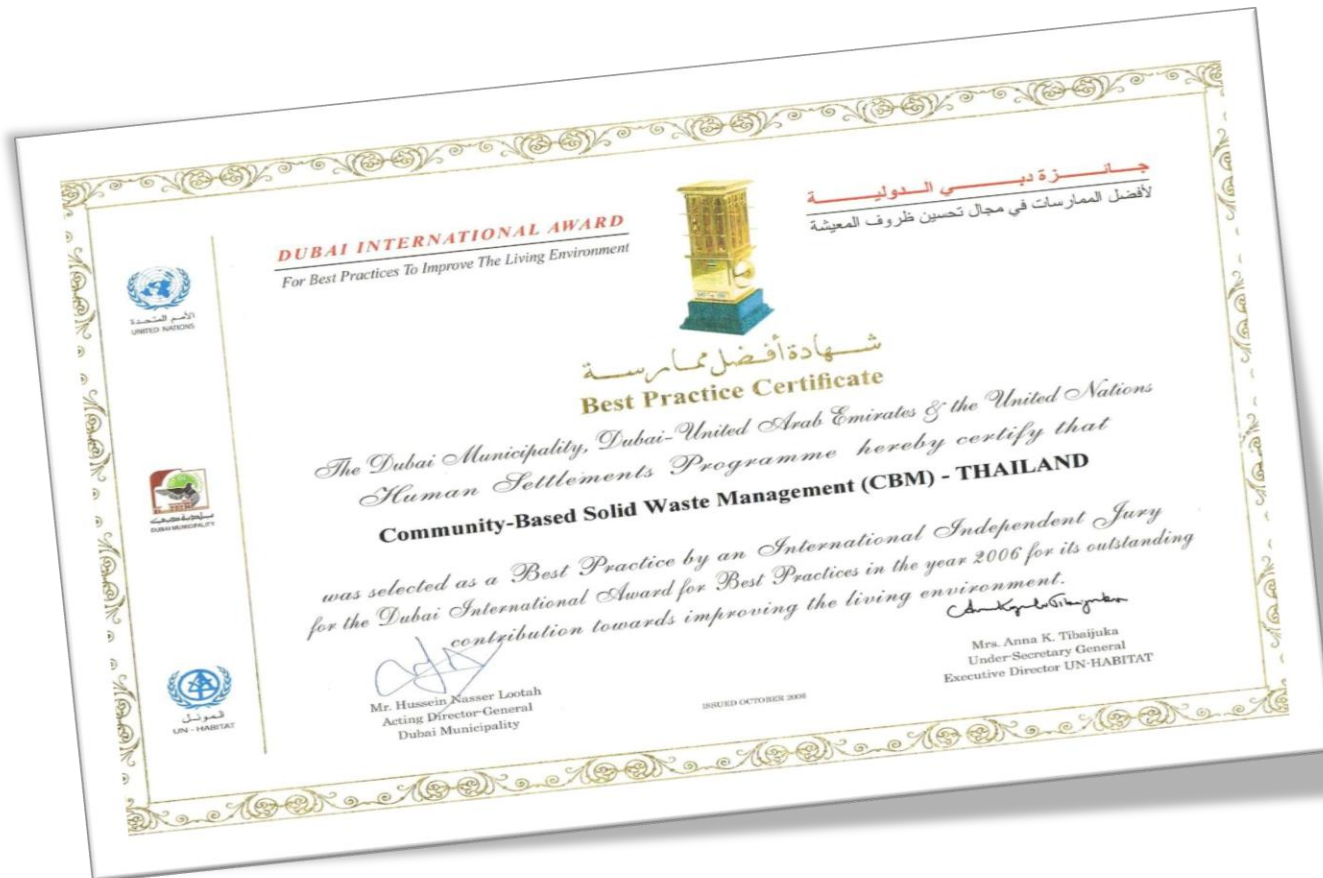 DUBAI INTERNATIONAL AWARD
For Best Practices To Improve The Living Environment
جائزة دبي الدولية
لأفضل الممارسات في مجال تحسين ظروف المعيشة
الأمم المتحدة
UNITED NATIONS
شهادة أفضل ممارسة
Best Practice Certificate
The Dubai Municipality, Dubai-United Arab Emirates & the United Nations
Human Settlements Programme hereby certify that
Community-Based Solid Waste Management (CBM) - THAILAND
was selected as a Best Practice by an International Independent Jury
for the Dubai International Award for Best Practices in the year 2006 for its outstanding
contribution towards improving the living environment.
DUBAI MUNICIPALITY
Mr. Hussein Nasser Lootah
Acting Director-General
Dubai Municipality
ISSUED OCTOBER 2006
Mrs. Anna K. Tibaijuka
Under-Secretary General
Executive Director UN-HABITAT
الموئل
UN - HABITAT